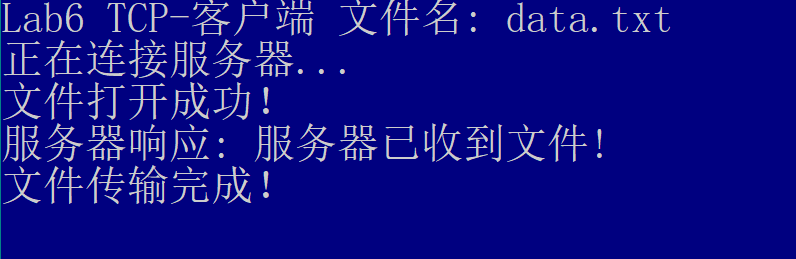 Lab6 TCP-客户端 文件名: data.txt
正在连接服务器...
文件打开成功!
服务器响应: 服务器已收到文件!
文件传输完成!